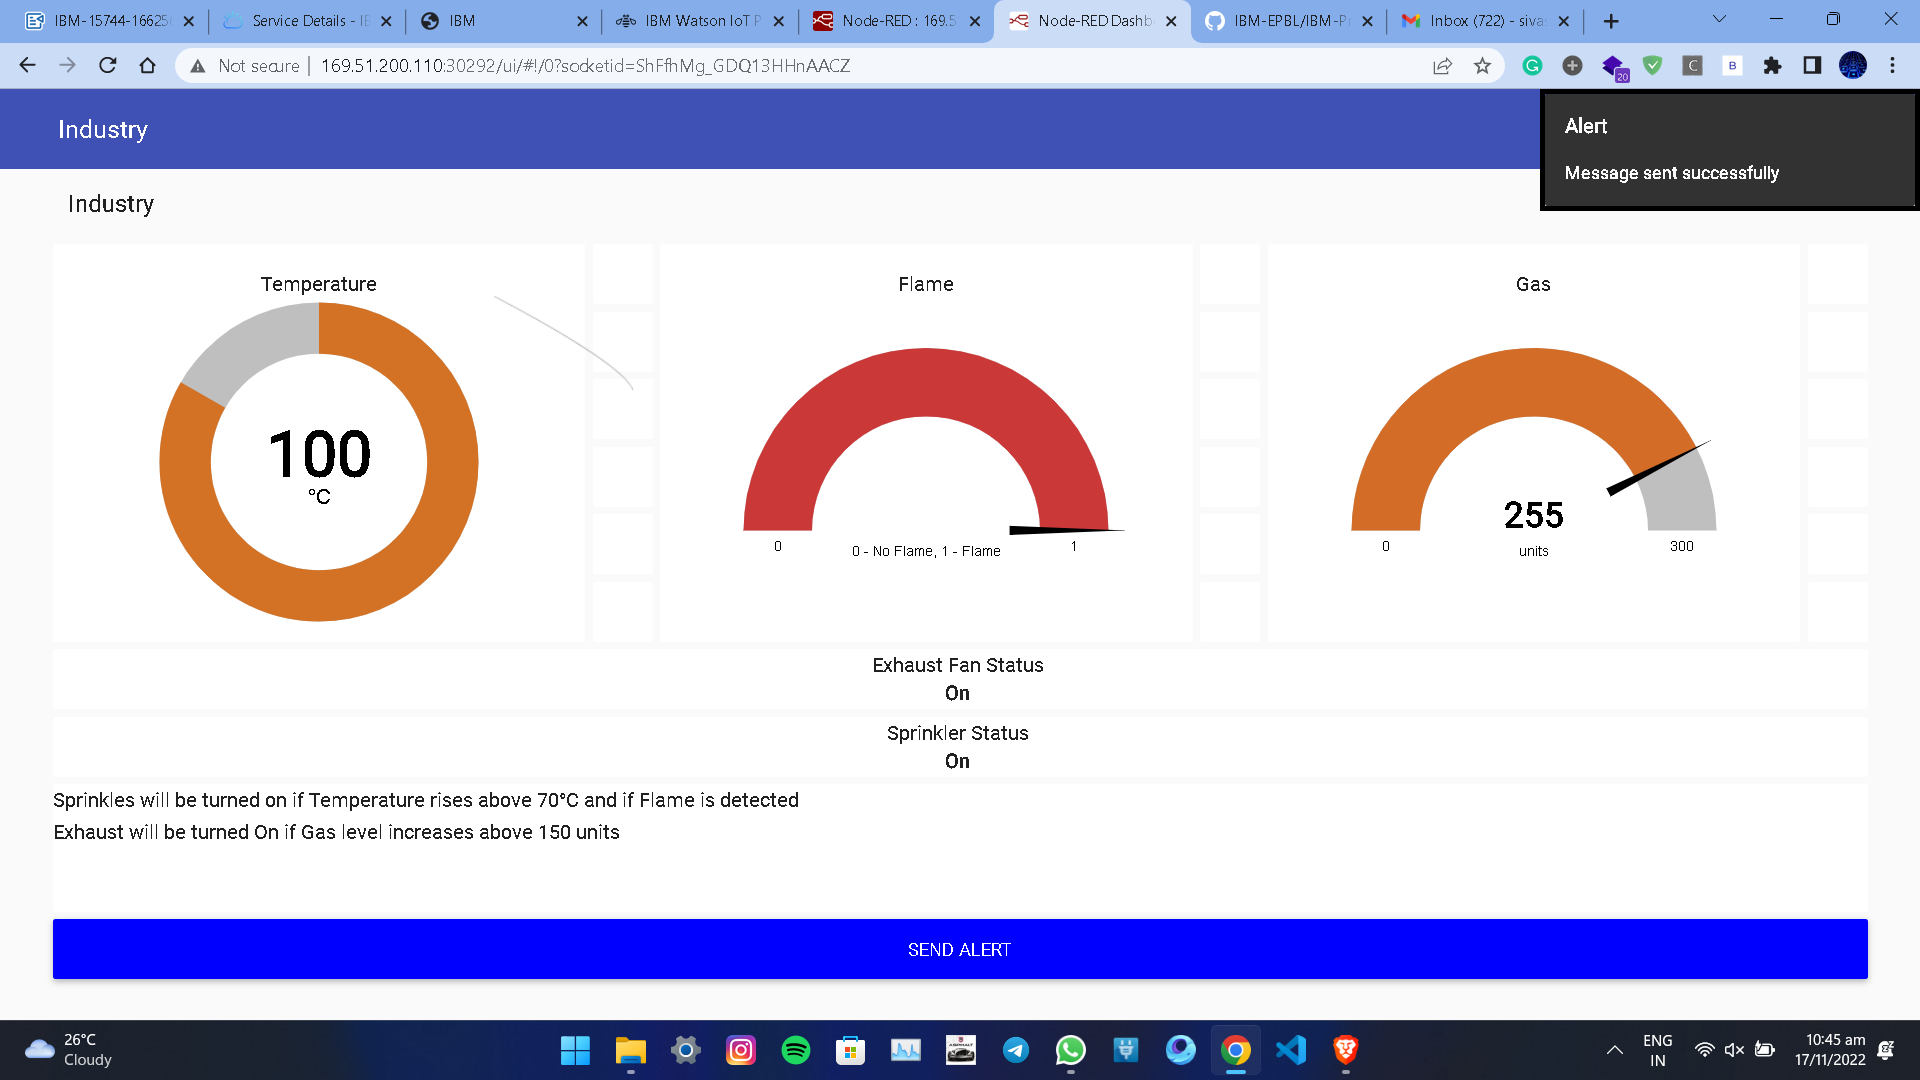 IBM-15744-16625
Service Details - IE
IBM
IBM Watson IoT P
Node-RED : 169.5
Node-RED Dashb
IBM-EPBL/IBM-P
Inbox (722) - sivas
Not secure
169.51.200.110:30292/ui/#!/0?socketid=ShFfhMg_GDQ13HHnAACZ
20
C
B
Industry
Alert
Message sent successfully
Industry
Temperature
100
°C
Flame
0
0 - No Flame, 1 - Flame
1
Gas
255
0
units
300
Exhaust Fan Status
On
Sprinkler Status
On
Sprinkles will be turned on if Temperature rises above 70°C and if Flame is detected
Exhaust will be turned On if Gas level increases above 150 units
SEND ALERT
26°C
Cloudy
ASPHALT
ENG
IN
10:45 am
17/11/2022